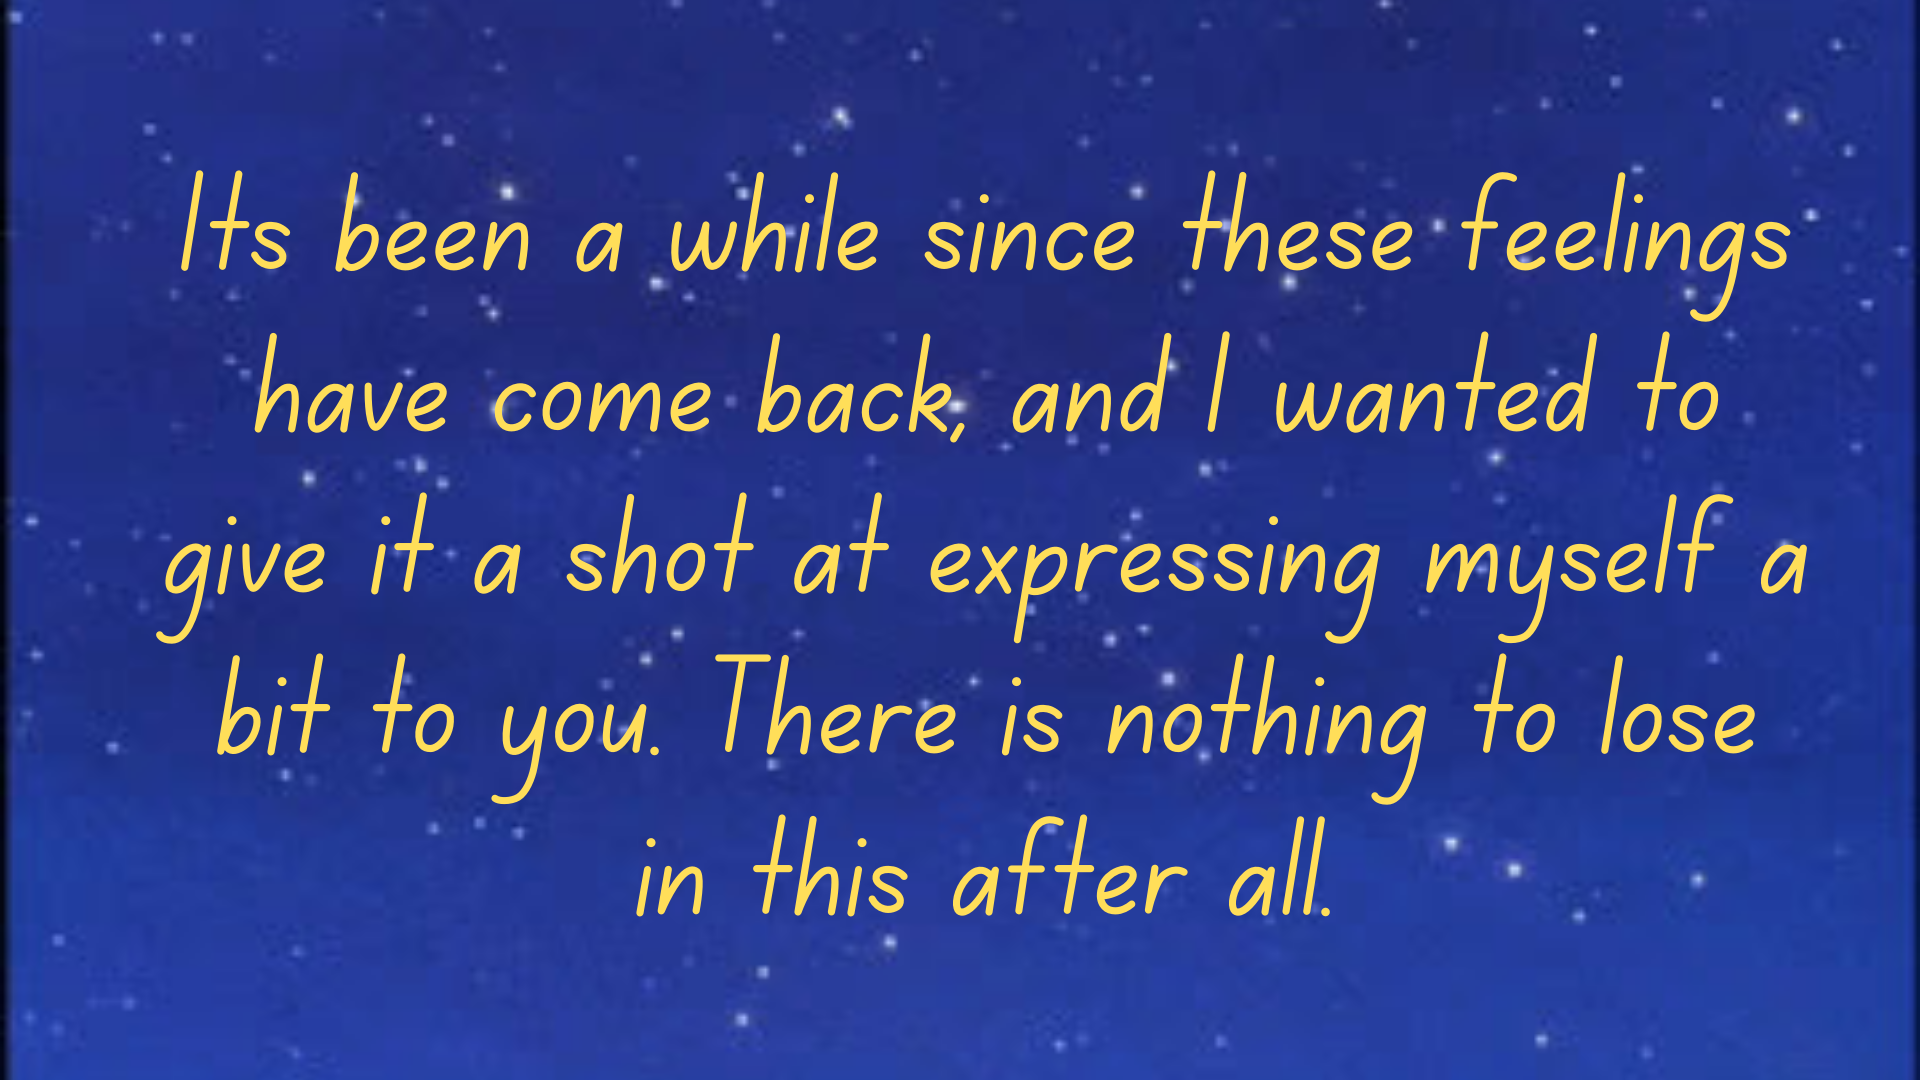 Its been a while since these feelings
have come back, and I wanted to
give it a shot at expressing myself a
bit to you. There is nothing to lose
in this after all.